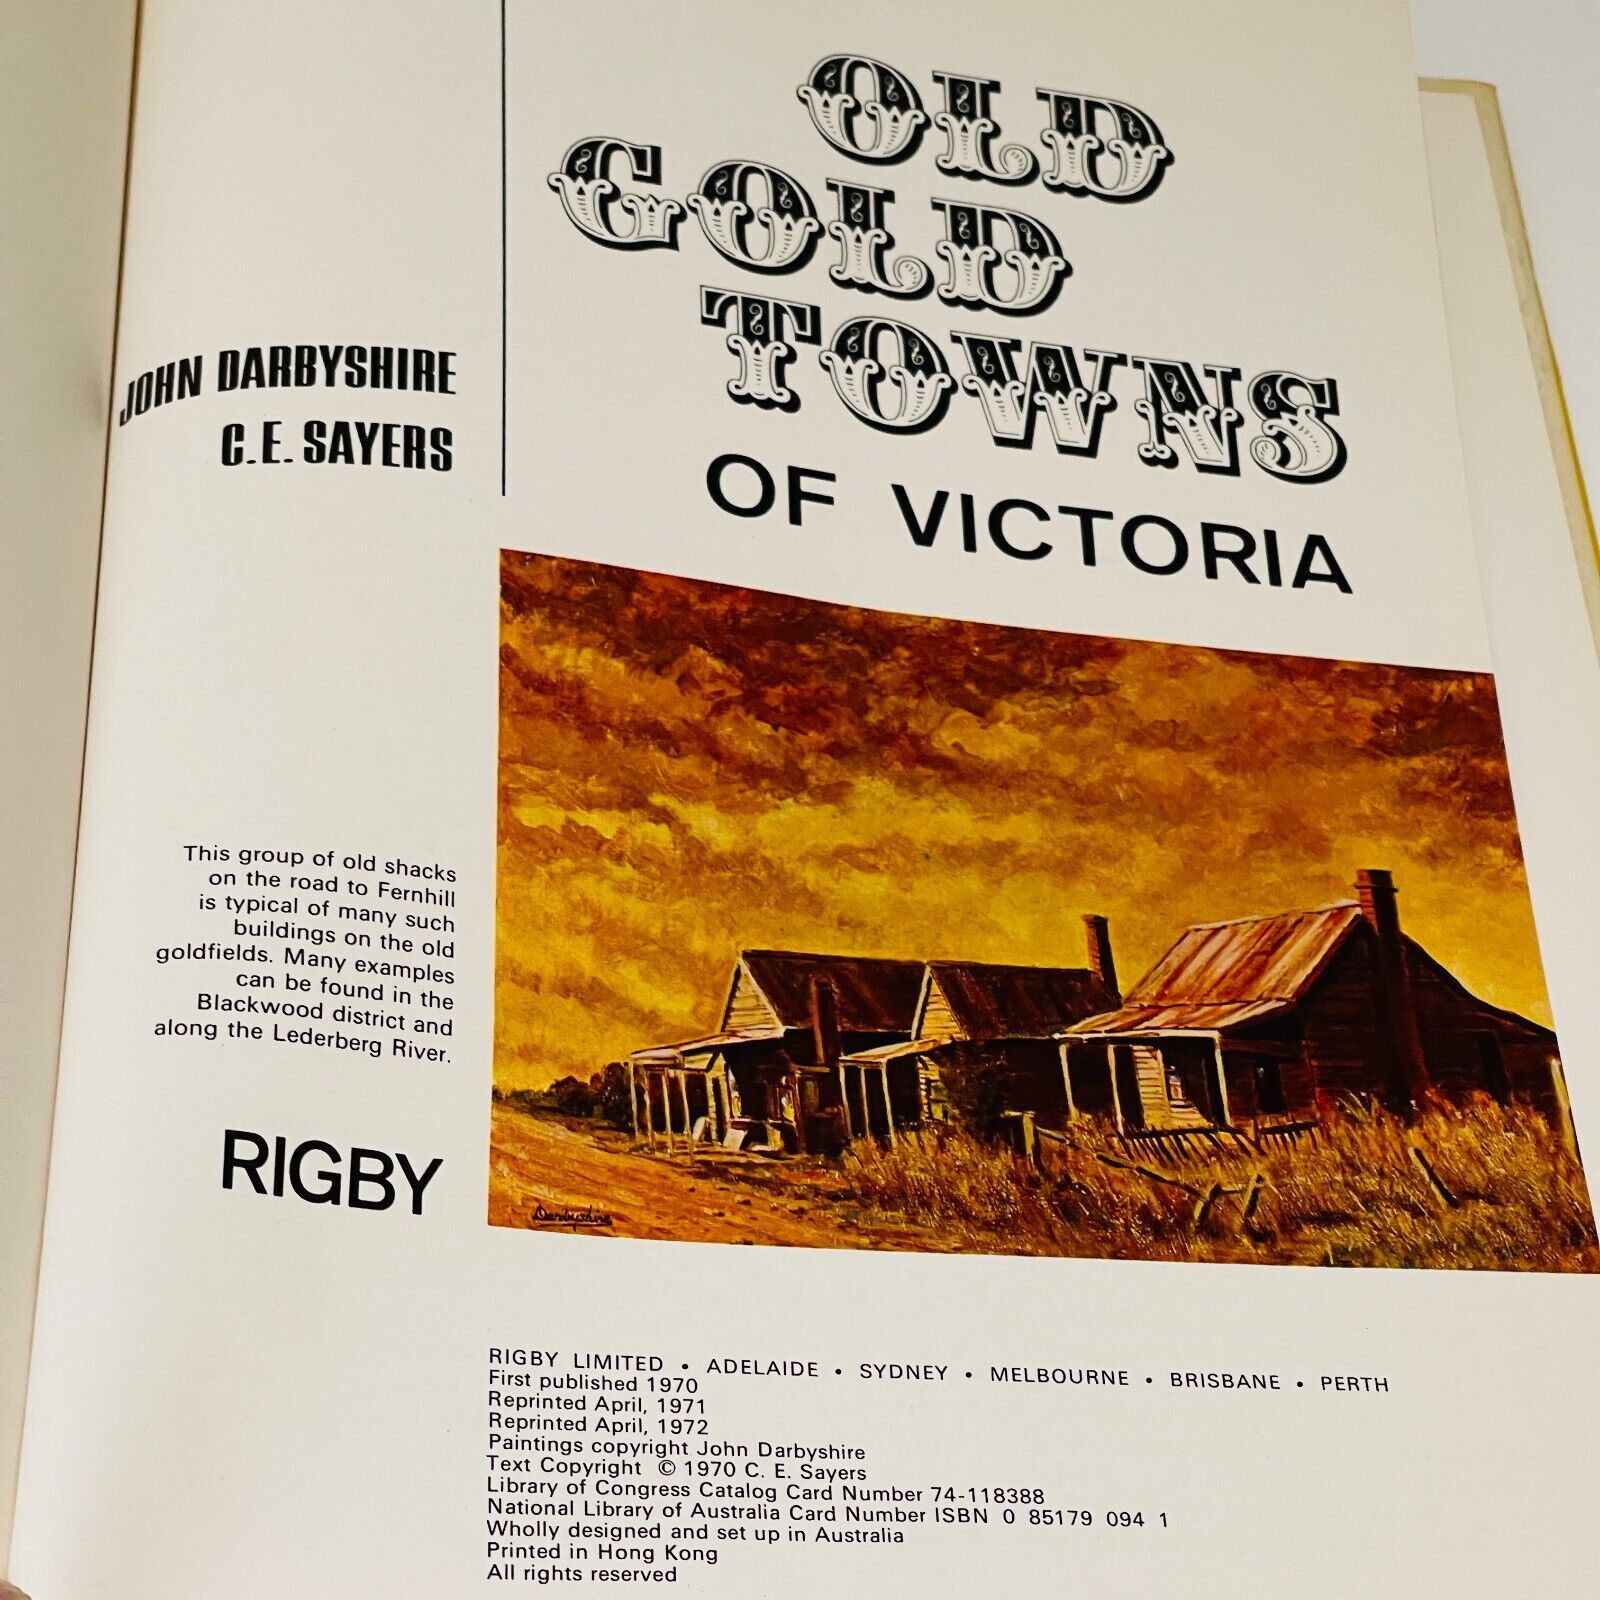 OLD
GOLD
TOWNS
OF VICTORIA
JOHN DARBYSHIRE
C.E. SAYERS
This group of old shacks
on the road to Fernhill
is typical of many such
buildings on the old
goldfields. Many examples
can be found in the
Blackwood district and
along the Lederberg River.
RIGBY
Darbyshire
RIGBY LIMITED • ADELAIDE • SYDNEY • MELBOURNE • BRISBANE • PERTH
First published 1970
Reprinted April, 1971
Reprinted April, 1972
Paintings copyright John Darbyshire
Text Copyright © 1970 C. E. Sayers
Library of Congress Catalog Card Number 74-118388
National Library of Australia Card Number ISBN 0 85179 094 1
Wholly designed and set up in Australia
Printed in Hong Kong
All rights reserved